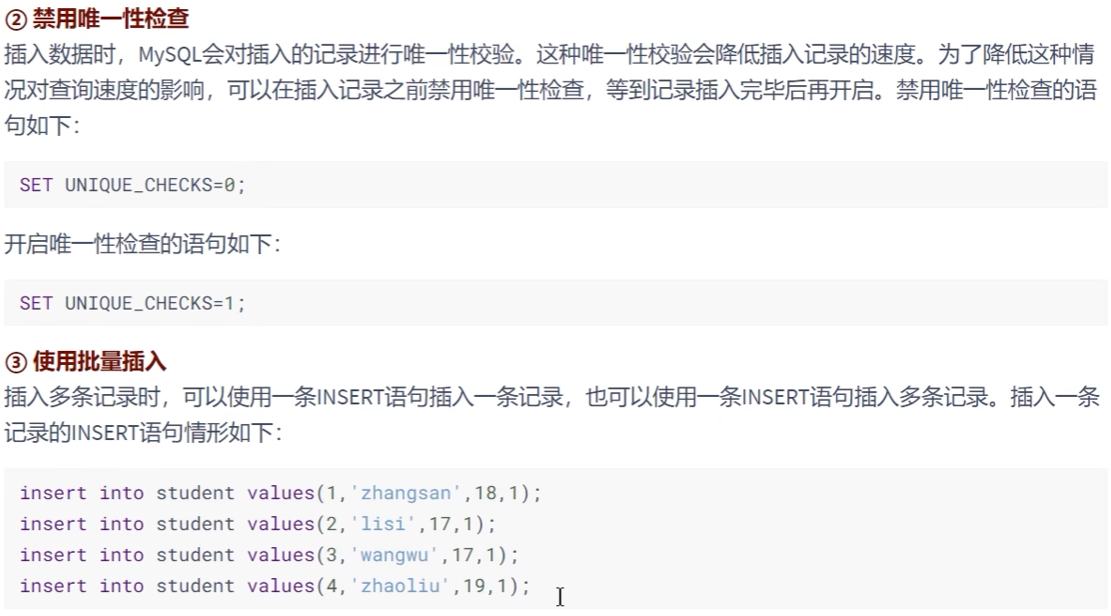 ② 禁用唯一性检查
插入数据时，MySQL会对插入的记录进行唯一性校验。这种唯一性校验会降低插入记录的速度。为了降低这种情
况对查询速度的影响，可以在插入记录之前禁用唯一性检查，等到记录插入完毕后再开启。禁用唯一性检查的语
句如下：
SET UNIQUE_CHECKS=0;
开启唯一性检查的语句如下：
SET UNIQUE_CHECKS=1;
③ 使用批量插入
插入多条记录时，可以使用一条INSERT语句插入一条记录，也可以使用一条INSERT语句插入多条记录。插入一条
记录的INSERT语句情形如下：
insert into student values(1,'zhangsan',18,1);
insert into student values(2,'lisi',17,1);
insert into student values(3,'wangwu',17,1);
insert into student values(4,'zhaoliu',19,1);